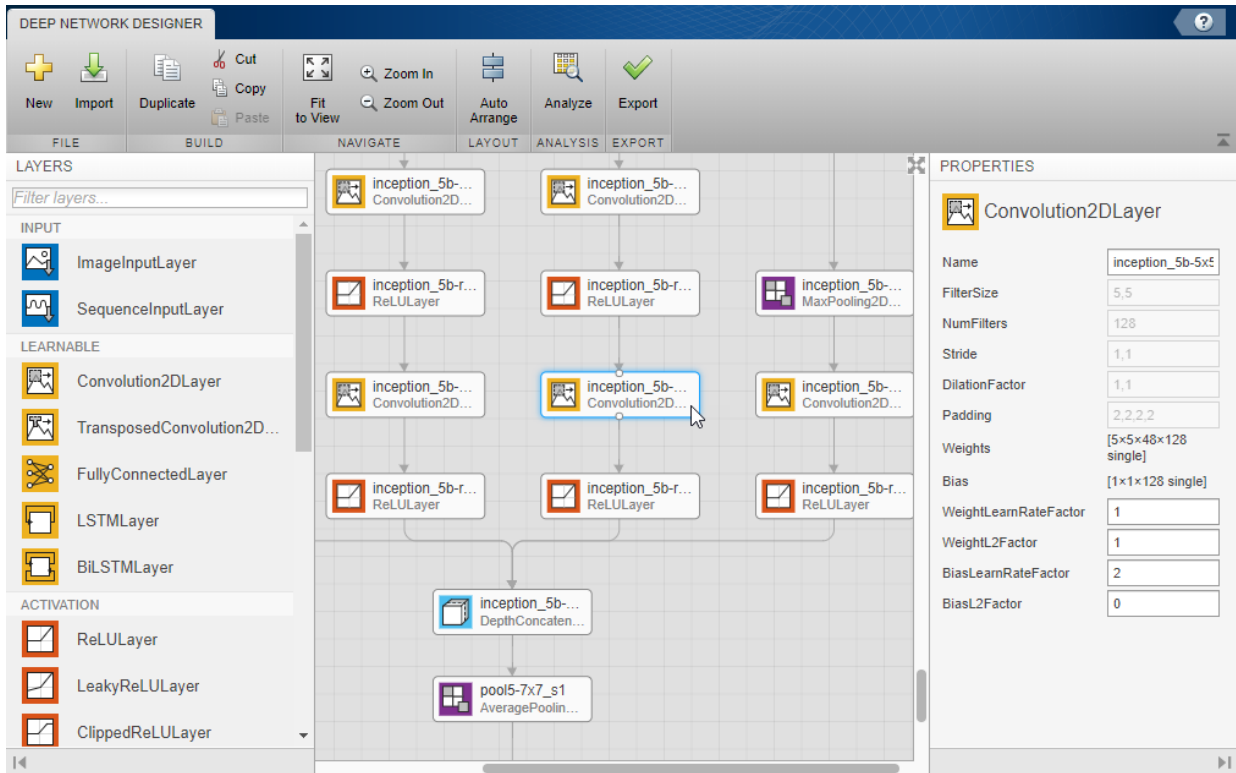 DEEP NETWORK DESIGNER
?
New
Import
Duplicate
Cut
Copy
Paste
Fit
to View
Zoom In
Zoom Out
Auto
Arrange
Analyze
Export
FILE
BUILD
NAVIGATE
LAYOUT
ANALYSIS
EXPORT
LAYERS
Filter layers...
INPUT
ImageInputLayer
SequenceInputLayer
LEARNABLE
Convolution2DLayer
TransposedConvolution2D...
FullyConnectedLayer
LSTMLayer
BiLSTMLayer
ACTIVATION
ReLULayer
LeakyReLULayer
ClippedReLULayer
inception_5b-...
Convolution2D...
inception_5b-...
Convolution2D...
inception_5b-r...
ReLULayer
inception_5b-r...
ReLULayer
inception_5b-...
MaxPooling2D...
inception_5b-...
Convolution2D...
inception_5b-...
Convolution2D...
inception_5b-...
Convolution2D...
inception_5b-r...
ReLULayer
inception_5b-r...
ReLULayer
inception_5b-r...
ReLULayer
inception_5b-...
DepthConcaten...
pool5-7x7_s1
AveragePoolin...
PROPERTIES
Convolution2DLayer
Name inception_5b-5x5
FilterSize 5,5
NumFilters 128
Stride 1,1
DilationFactor 1,1
Padding 2,2,2,2
Weights [5×5×48×128
single]
Bias [1×1×128 single]
WeightLearnRateFactor 1
WeightL2Factor 1
BiasLearnRateFactor 2
BiasL2Factor 0